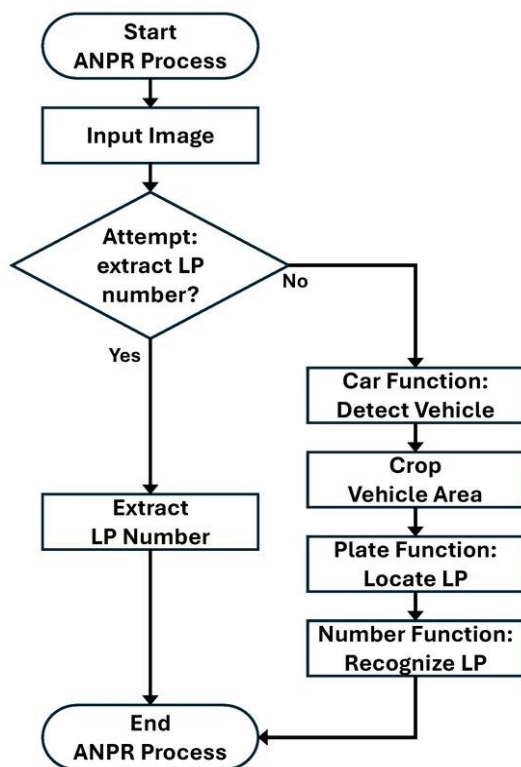 Start
ANPR Process
Input Image
Attempt:
extract LP
number?
No
Yes
Car Function:
Detect Vehicle
Crop
Vehicle Area
Extract
LP Number
Plate Function:
Locate LP
Number Function:
Recognize LP
End
ANPR Process